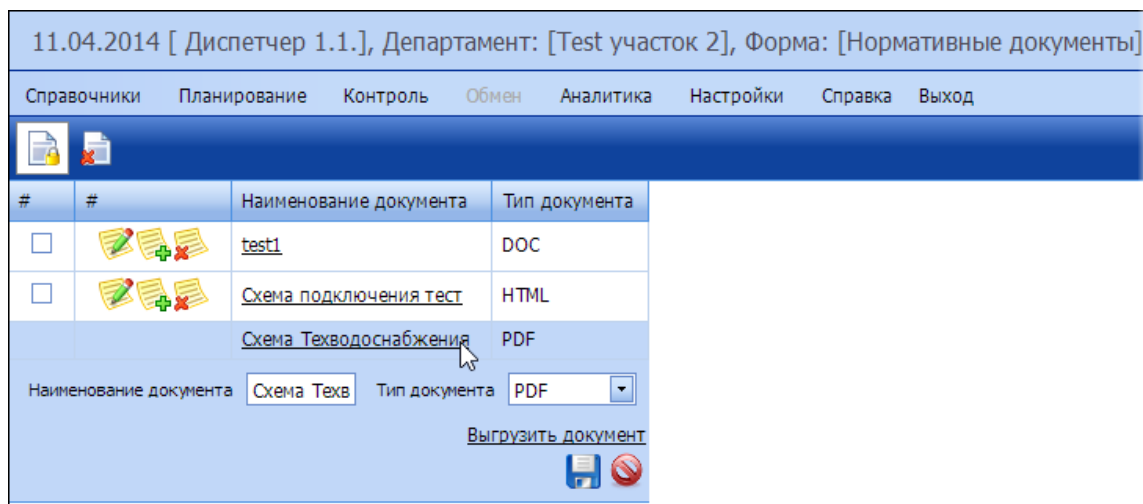 11.04.2014 [ Диспетчер 1.1.], Департамент: [Test участок 2], Форма: [Нормативные документы]
Справочники Планирование Контроль Обмен Аналитика Настройки Справка Выход
# # Наименование документа Тип документа
test1 DOC
Схема подключения тест HTML
Схема Техводоснабжения PDF
Наименование документа Схема Техв Тип документа PDF
Выгрузить документ